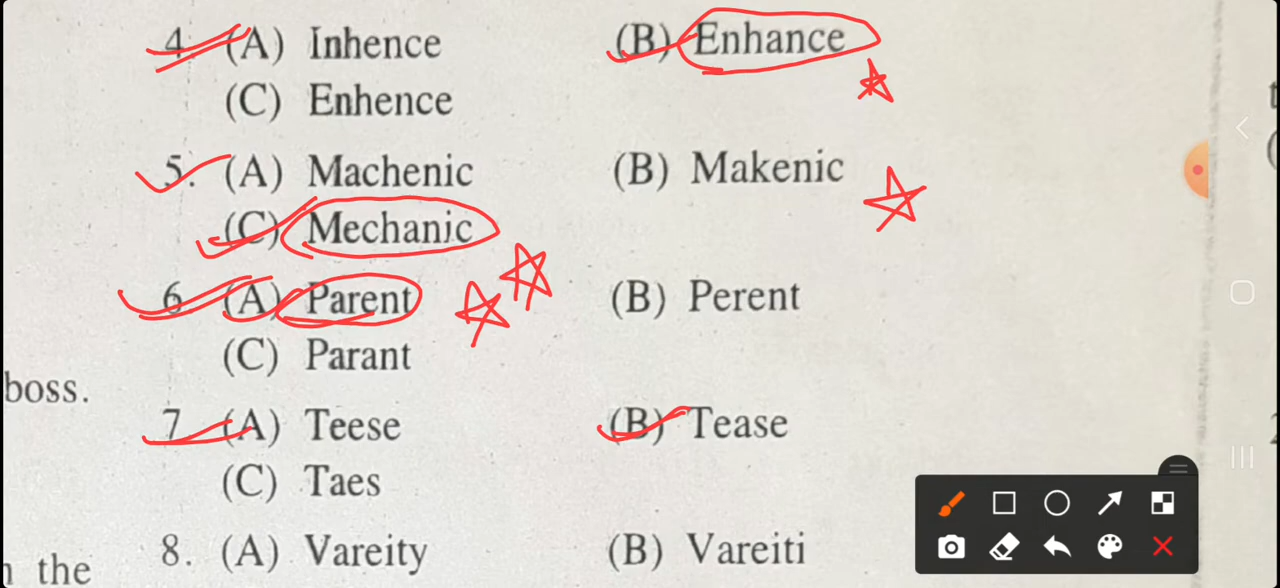 4. (A) Inhence (B) Enhance
(C) Enhence
5. (A) Machenic (B) Makenic
(C) Mechanic
6 (A) Parent (B) Perent
(C) Parant
boss.
7 (A) Teese (B) Tease
(C) Taes
8. (A) Vareity (B) Vareiti
the